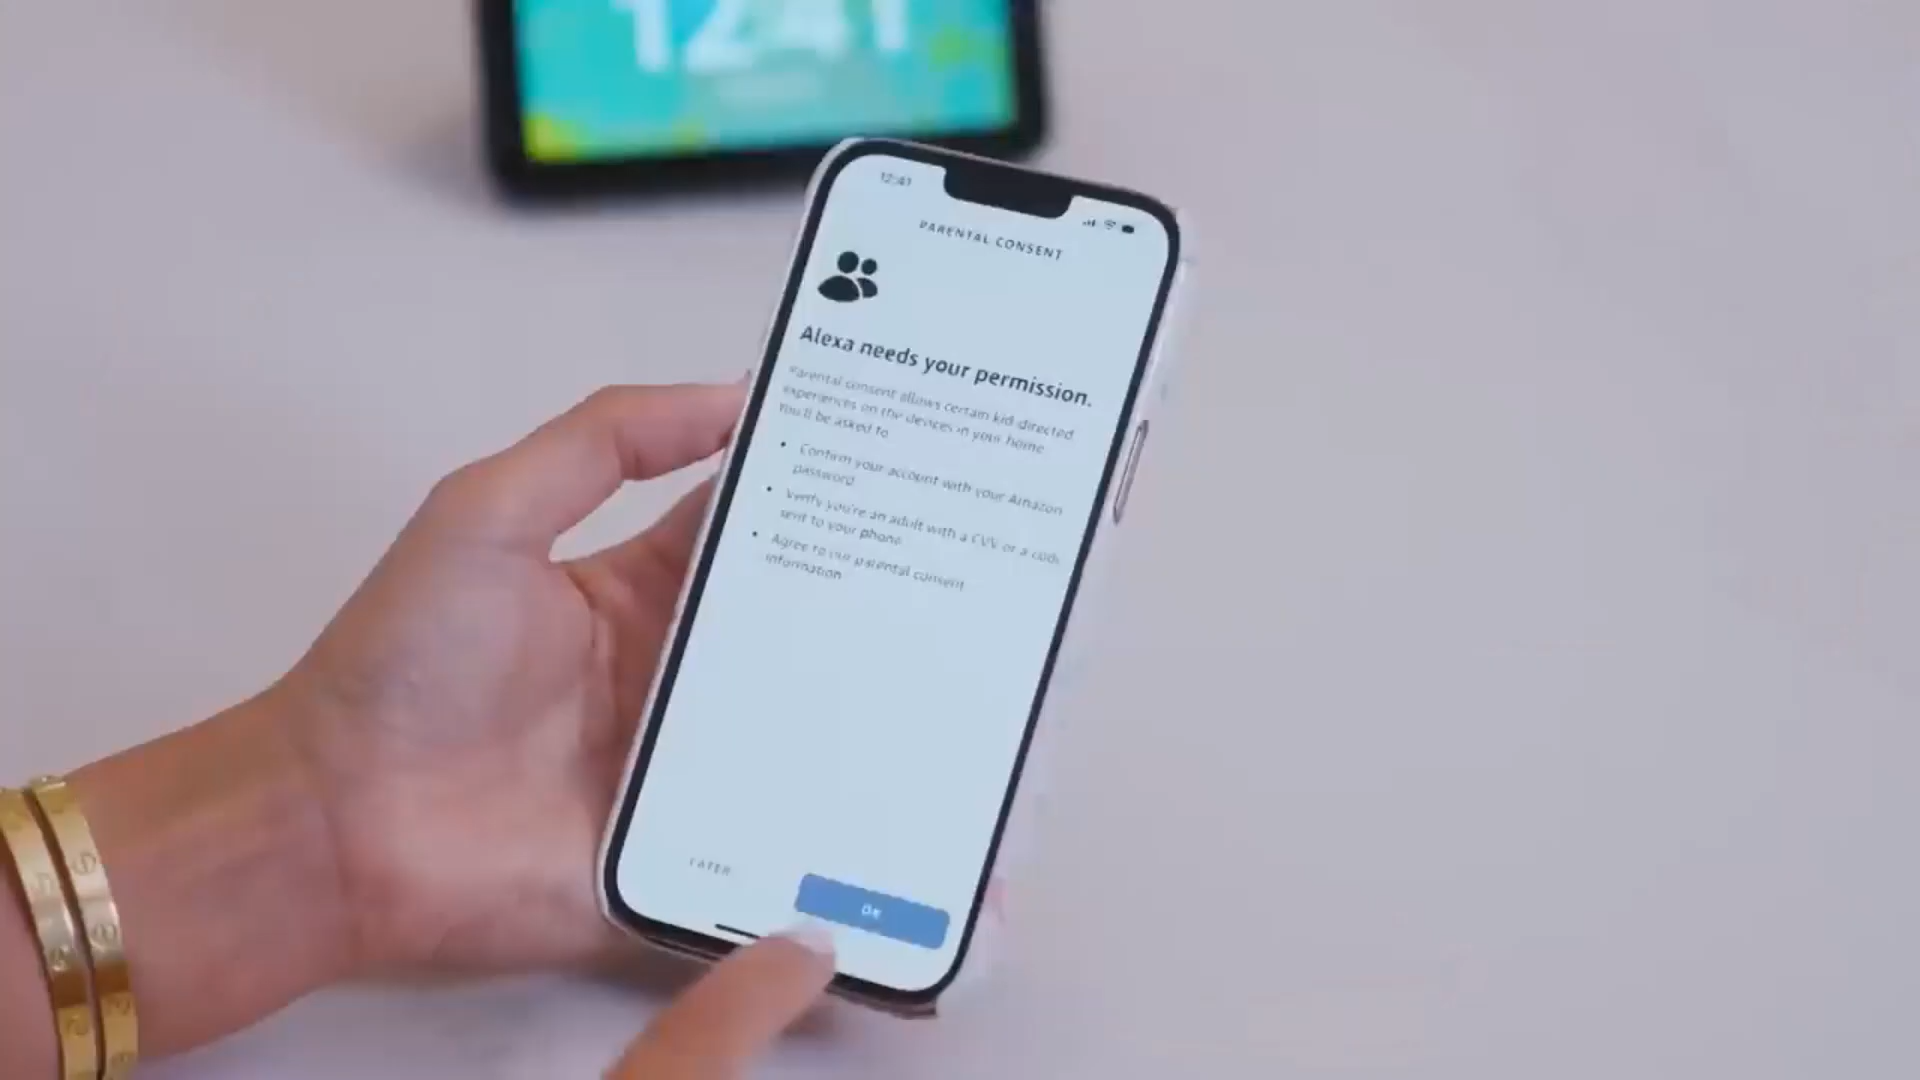 12:41
12:41
PARENTAL CONSENT
Alexa needs your permission.
Parental consent allows certain kid-directed
experiences on the devices in your home.
You'll be asked to
Confirm your account with your Amazon
password
Verify you're an adult with a CVV or a code
sent to your phone
Agree to our parental consent
information
LATER
OK